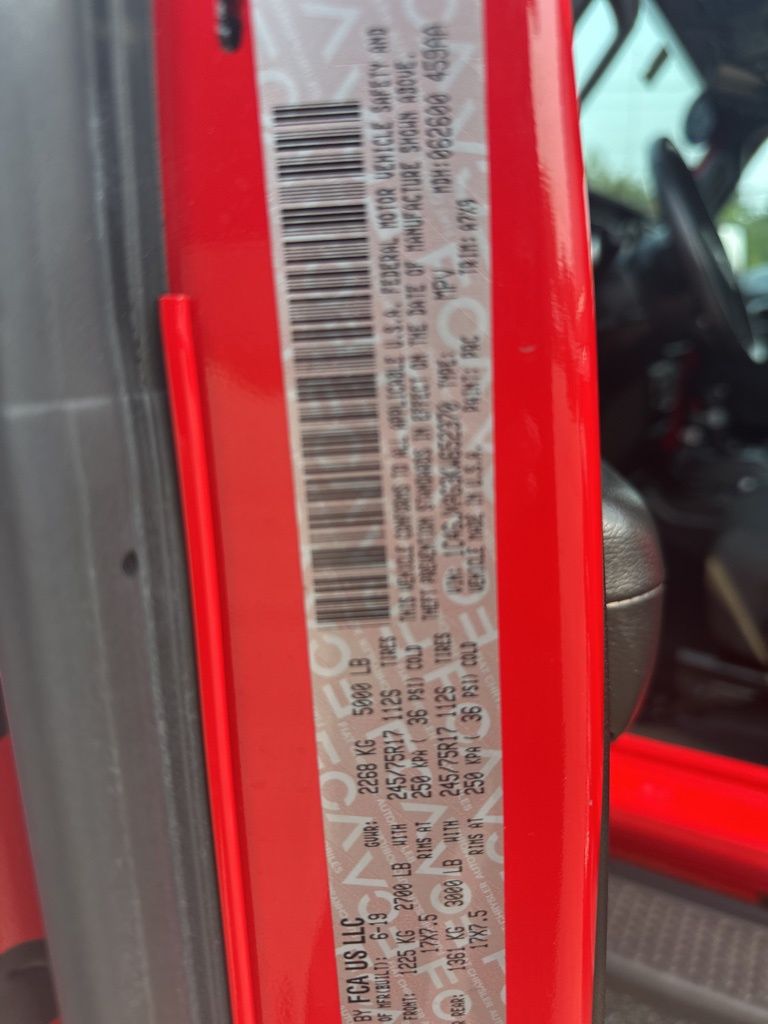 BY FCA US LLC
OF MFR(BUILT): 6-19 GVWR: 2268 KG 5000 LB
FRONT: 1225 KG 2700 LB WITH 245/75R17 112S TIRES
17X7.5 RIMS AT 250 KPA( 36 PSI) COLD
REAR: 1361 KG 3000 LB WITH 245/75R17 112S TIRES
17X7.5 RIMS AT 250 KPA( 36 PSI) COLD
THIS VEHICLE CONFORMS TO ALL APPLICABLE U.S.A. FEDERAL MOTOR VEHICLE SAFETY AND
THEFT PREVENTION STANDARDS IN EFFECT ON THE DATE OF MANUFACTURE SHOWN ABOVE.
VIN: TYPE: MPV MDH: 062600 459AA
VEHICLE MADE IN U.S.A. PAINT: PRC TRIM: A7X9